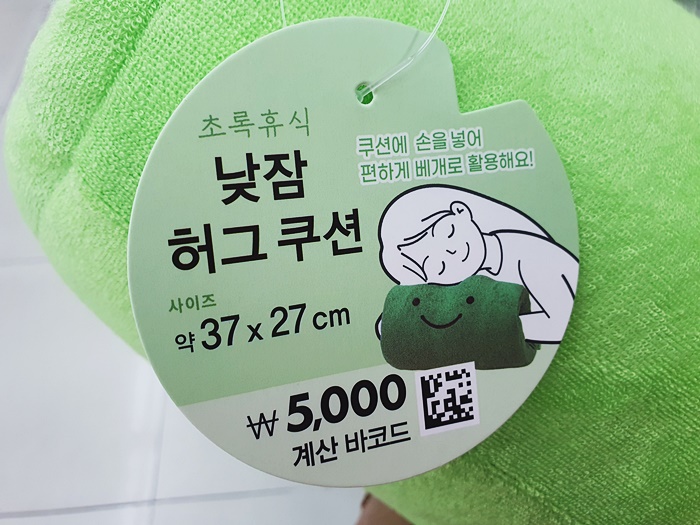 초록휴식
낮잠
허그 쿠션
쿠션에 손을 넣어
편하게 베개로 활용해요!
사이즈
약 37 x 27 cm
₩ 5,000
계산 바코드